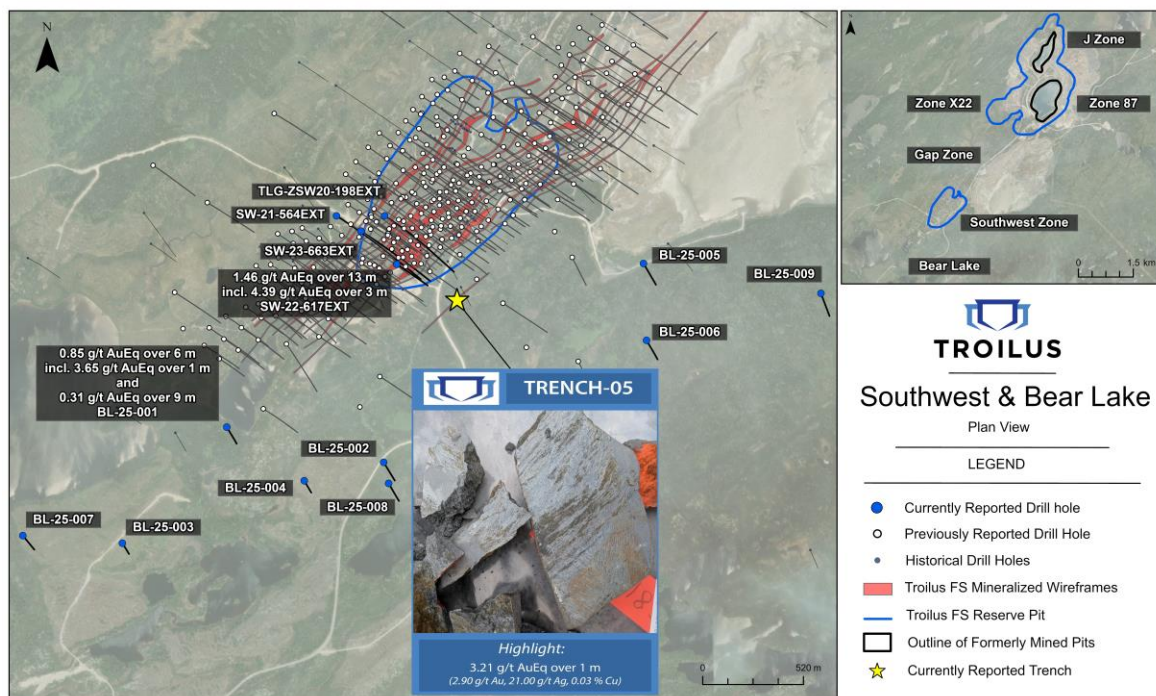 N
TLG-ZSW20-198EXT
SW-21-564EXT
SW-23-663EXT
1.46 g/t AuEq over 13 m
incl. 4.39 g/t AuEq over 3 m
SW-22-617EXT
BL-25-005
BL-25-009
BL-25-006
0.85 g/t AuEq over 6 m
incl. 3.65 g/t AuEq over 1 m
and
0.31 g/t AuEq over 9 m
BL-25-001
BL-25-002
BL-25-004
BL-25-008
BL-25-007
BL-25-003
TRENCH-05
8
Highlight:
3.21 g/t AuEq over 1 m
(2.90 g/t Au, 21.00 g/t Ag, 0.03 % Cu)
0 520 m
N
J Zone
Zone X22
Zone 87
Gap Zone
Southwest Zone
Bear Lake
0 1.5 km
TROILUS
Southwest & Bear Lake
Plan View
LEGEND
Currently Reported Drill hole
Previously Reported Drill Hole
Historical Drill Holes
Troilus FS Mineralized Wireframes
Troilus FS Reserve Pit
Outline of Formerly Mined Pits
Currently Reported Trench